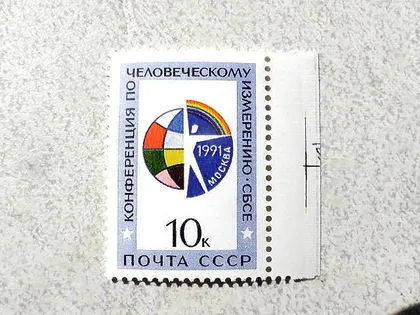 КОНФЕРЕНЦИЯ ПО
ЧЕЛОВЕЧЕСКОМУ
ИЗМЕРЕНИЮ · СБСЕ
1991
МОСКВА
10к
ПОЧТА СССР